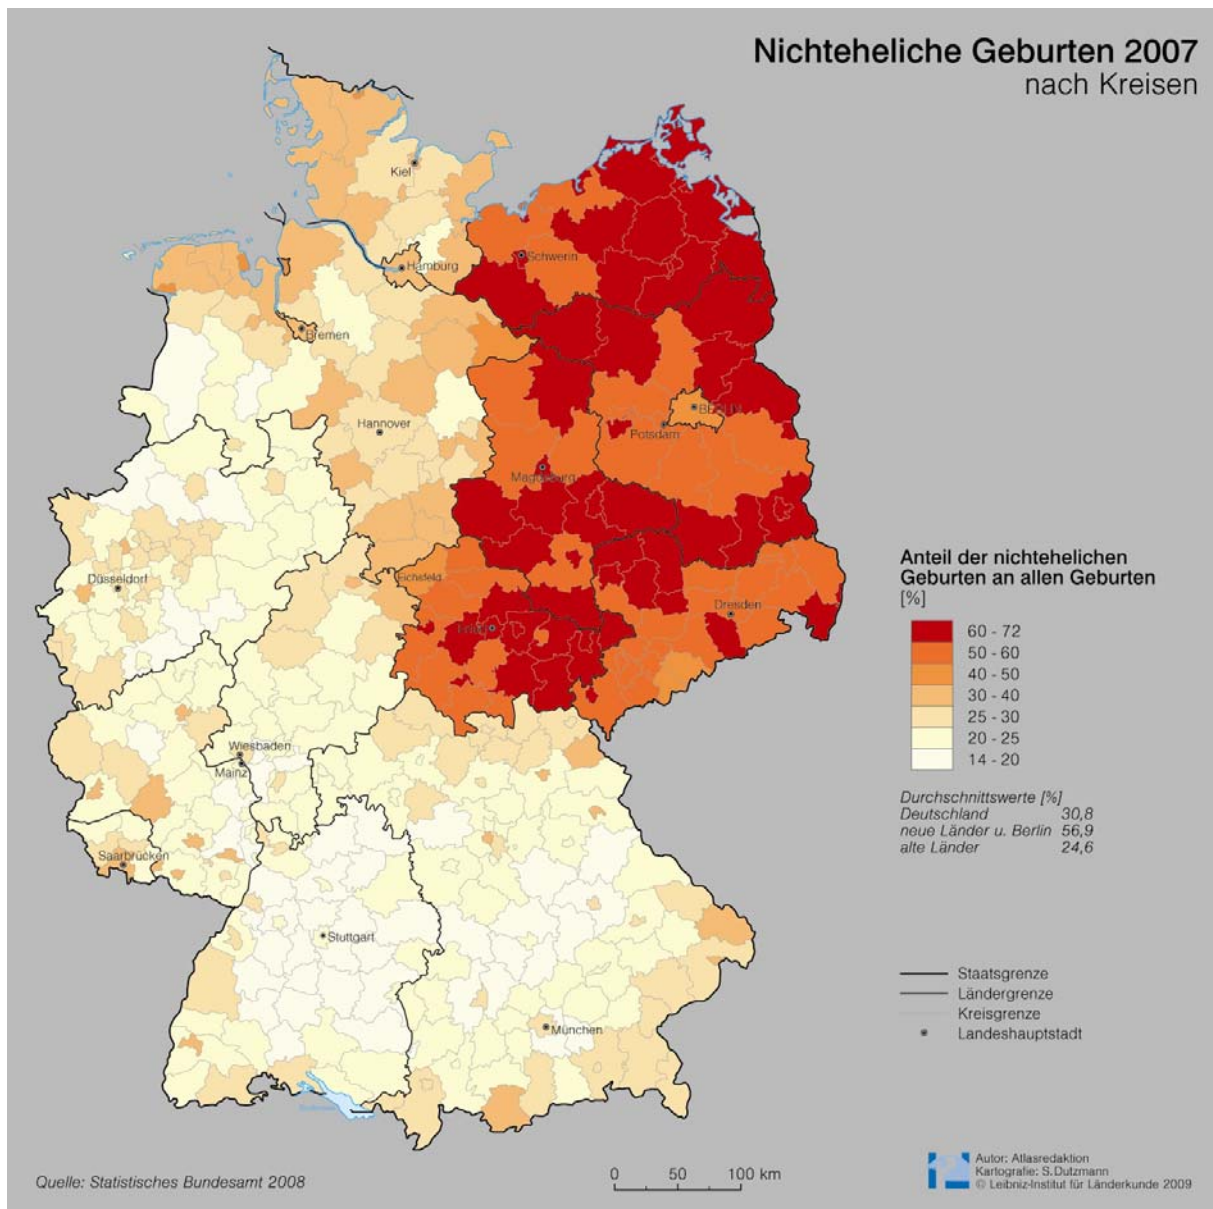 Nichteheliche Geburten 2007
nach Kreisen
Kiel
Schwerin
Hamburg
Bremen
BERLIN
Hannover
Potsdam
Magdeburg
Düsseldorf
Eichsfeld
Dresden
Erfurt
Wiesbaden
Mainz
Saarbrücken
Stuttgart
München
Bodensee
Anteil der nichtehelichen
Geburten an allen Geburten
[%]
60 - 72
50 - 60
40 - 50
30 - 40
25 - 30
20 - 25
14 - 20
Durchschnittswerte [%]
Deutschland 30,8
neue Länder u. Berlin 56,9
alte Länder 24,6
Staatsgrenze
Ländergrenze
Kreisgrenze
Landeshauptstadt
0 50 100 km
Quelle: Statistisches Bundesamt 2008
Autor: Atlasredaktion
Kartografie: S. Dutzmann
© Leibniz-Institut für Länderkunde 2009